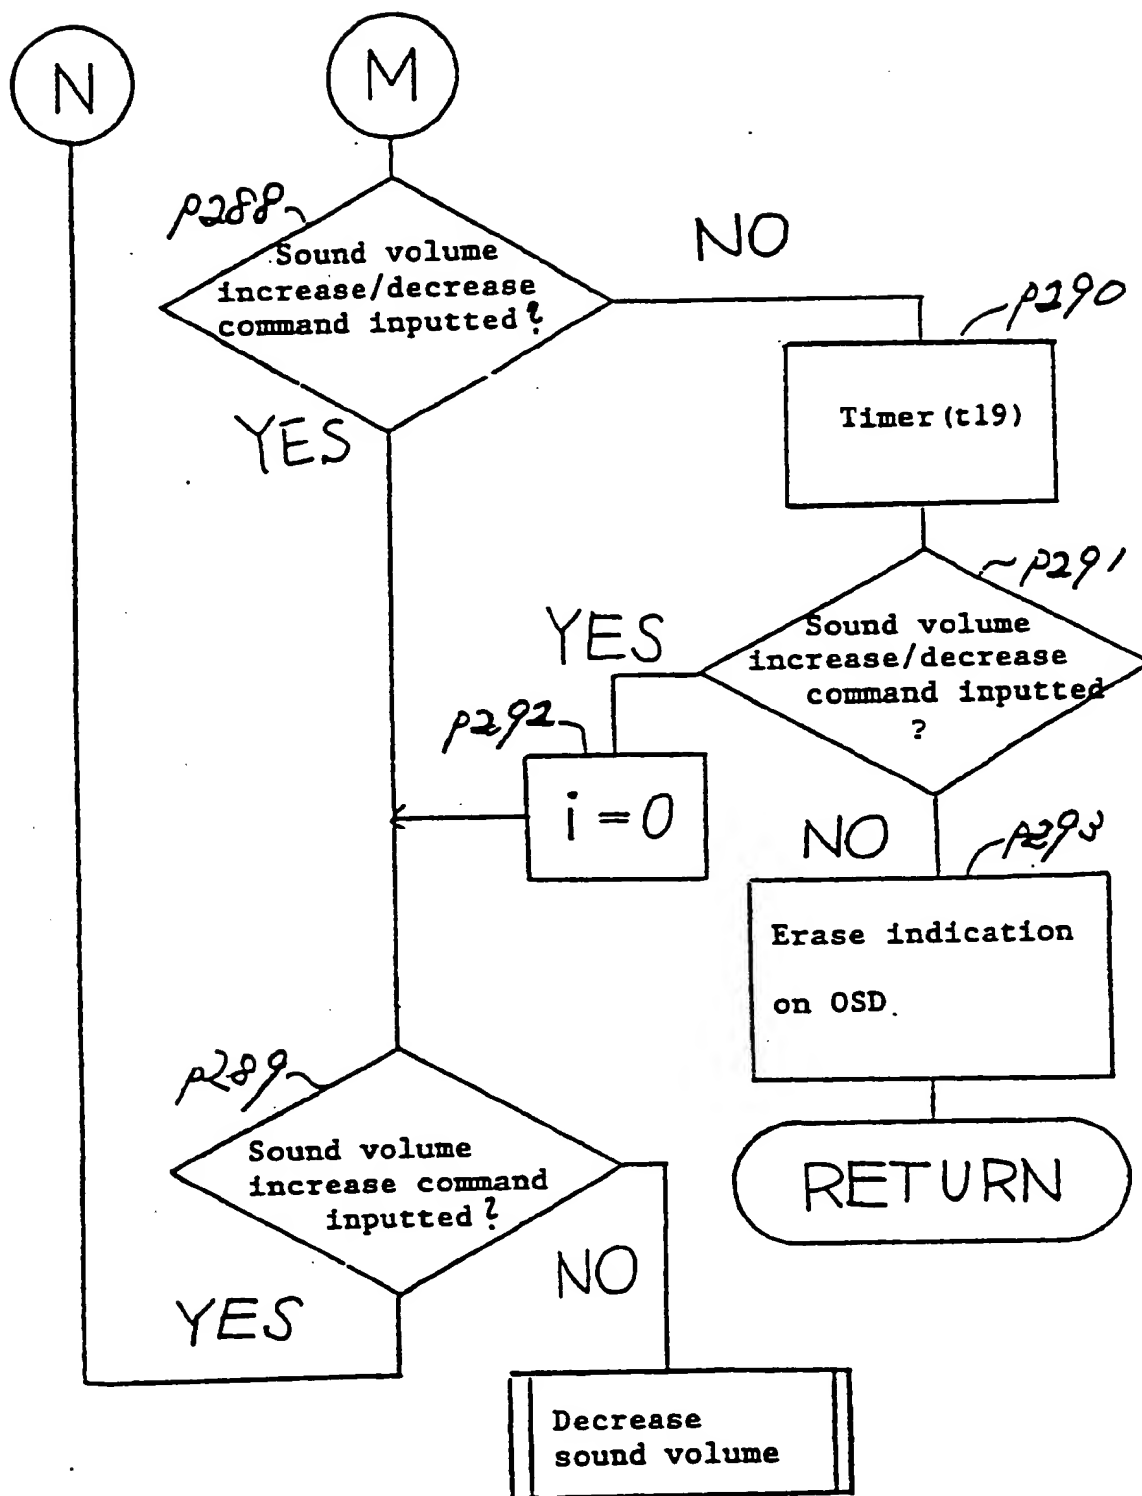 N
M
p288
Sound volume
increase/decrease
command inputted?
NO
p290
Timer(t19)
YES
p291
Sound volume
increase/decrease
command inputted
?
YES
p292
i = 0
NO
p293
Erase indication
on OSD.
p289
Sound volume
increase command
inputted?
RETURN
NO
YES
Decrease
sound volume